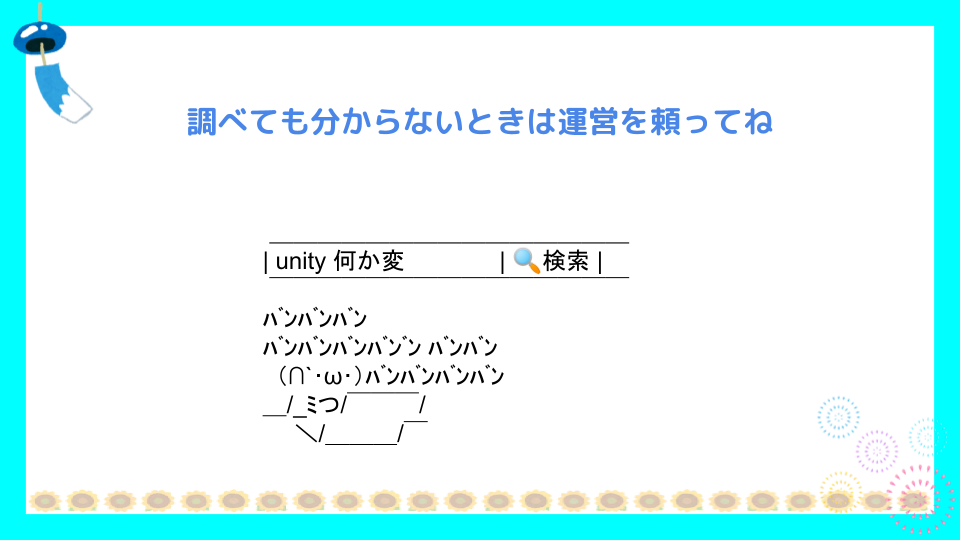 調べても分からないときは運営を頼ってね
| unity 何か変 | 🔍検索 |
ﾊﾞﾝﾊﾞﾝﾊﾞﾝ
ﾊﾞﾝﾊﾞﾝﾊﾞﾝﾊﾞﾝﾞﾝ ﾊﾞﾝﾊﾞﾝ
（∩`･ω･）ﾊﾞﾝﾊﾞﾝﾊﾞﾝﾊﾞﾝ
＿/_ﾐつ/￣￣￣/
＼/＿＿＿/￣